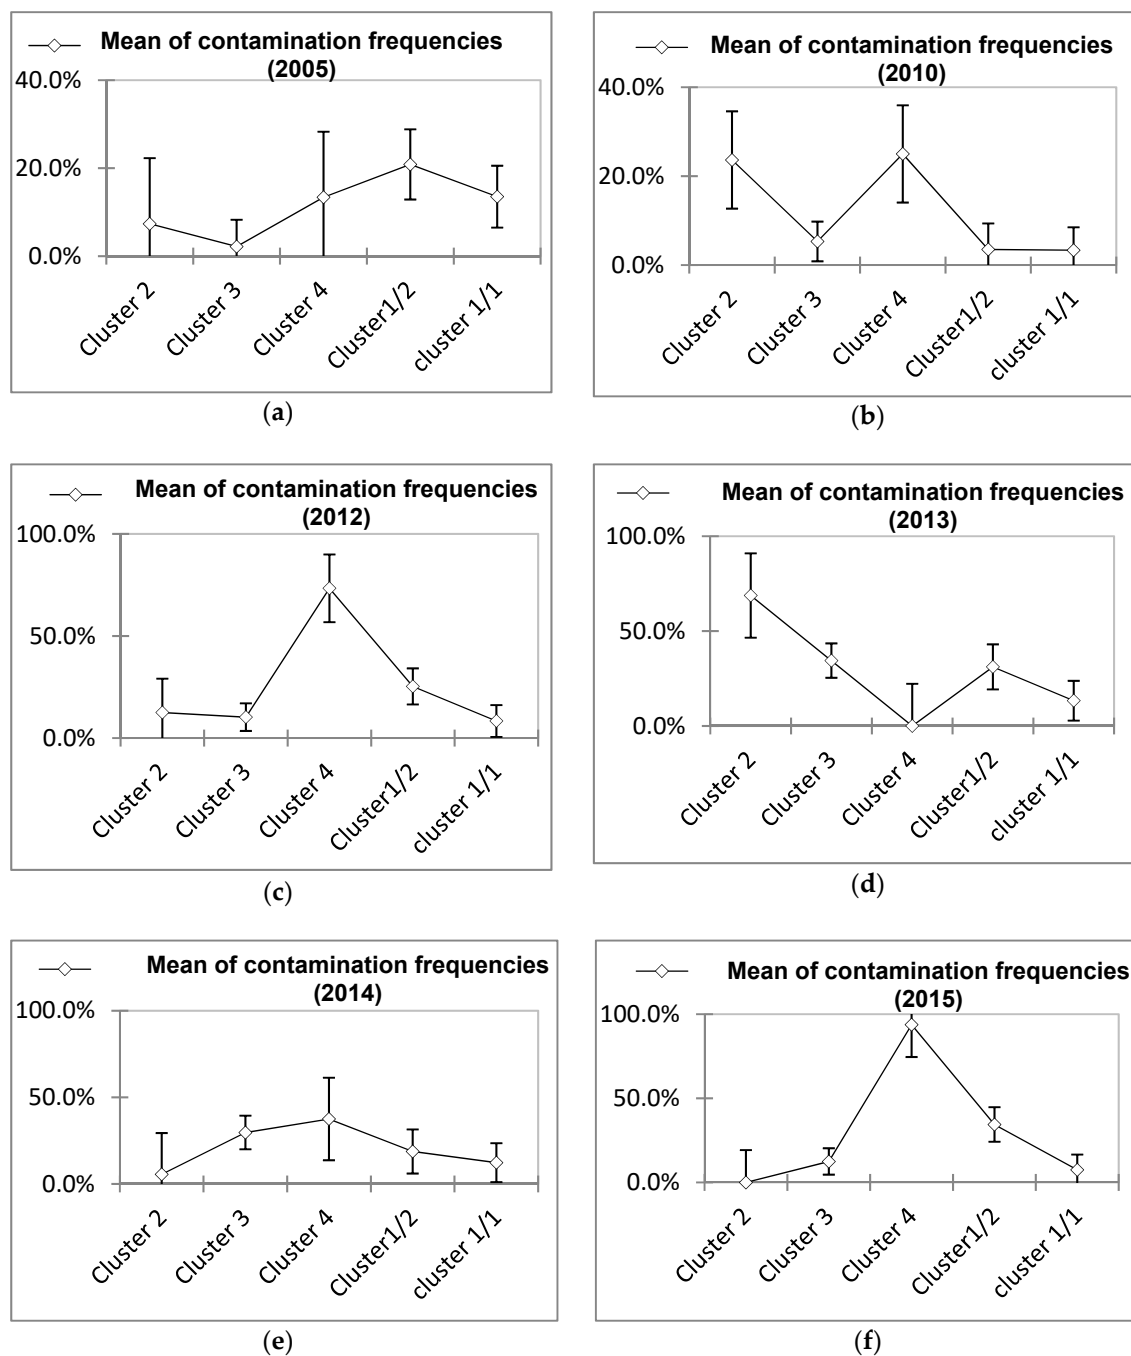 Mean of contamination frequencies
(2005)
40.0%
20.0%
0.0%
Cluster 2
Cluster 3
Cluster 4
Cluster1/2
cluster 1/1
(a)
Mean of contamination frequencies
(2010)
40.0%
20.0%
0.0%
Cluster 2
Cluster 3
Cluster 4
Cluster1/2
cluster 1/1
(b)
Mean of contamination frequencies
(2012)
100.0%
50.0%
0.0%
Cluster 2
Cluster 3
Cluster 4
Cluster1/2
cluster 1/1
(c)
Mean of contamination frequencies
(2013)
100.0%
50.0%
0.0%
Cluster 2
Cluster 3
Cluster 4
Cluster1/2
cluster 1/1
(d)
Mean of contamination frequencies
(2014)
100.0%
50.0%
0.0%
Cluster 2
Cluster 3
Cluster 4
Cluster1/2
cluster 1/1
(e)
Mean of contamination frequencies
(2015)
100.0%
50.0%
0.0%
Cluster 2
Cluster 3
Cluster 4
Cluster1/2
cluster 1/1
(f)